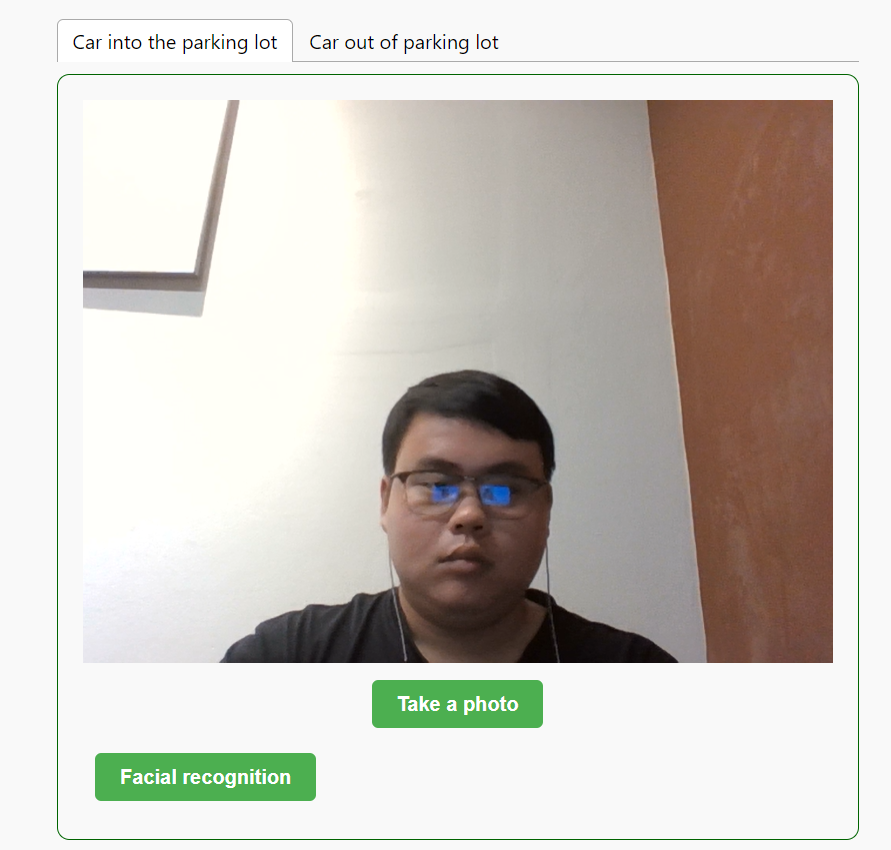 Car into the parking lot
Car out of parking lot
Take a photo
Facial recognition